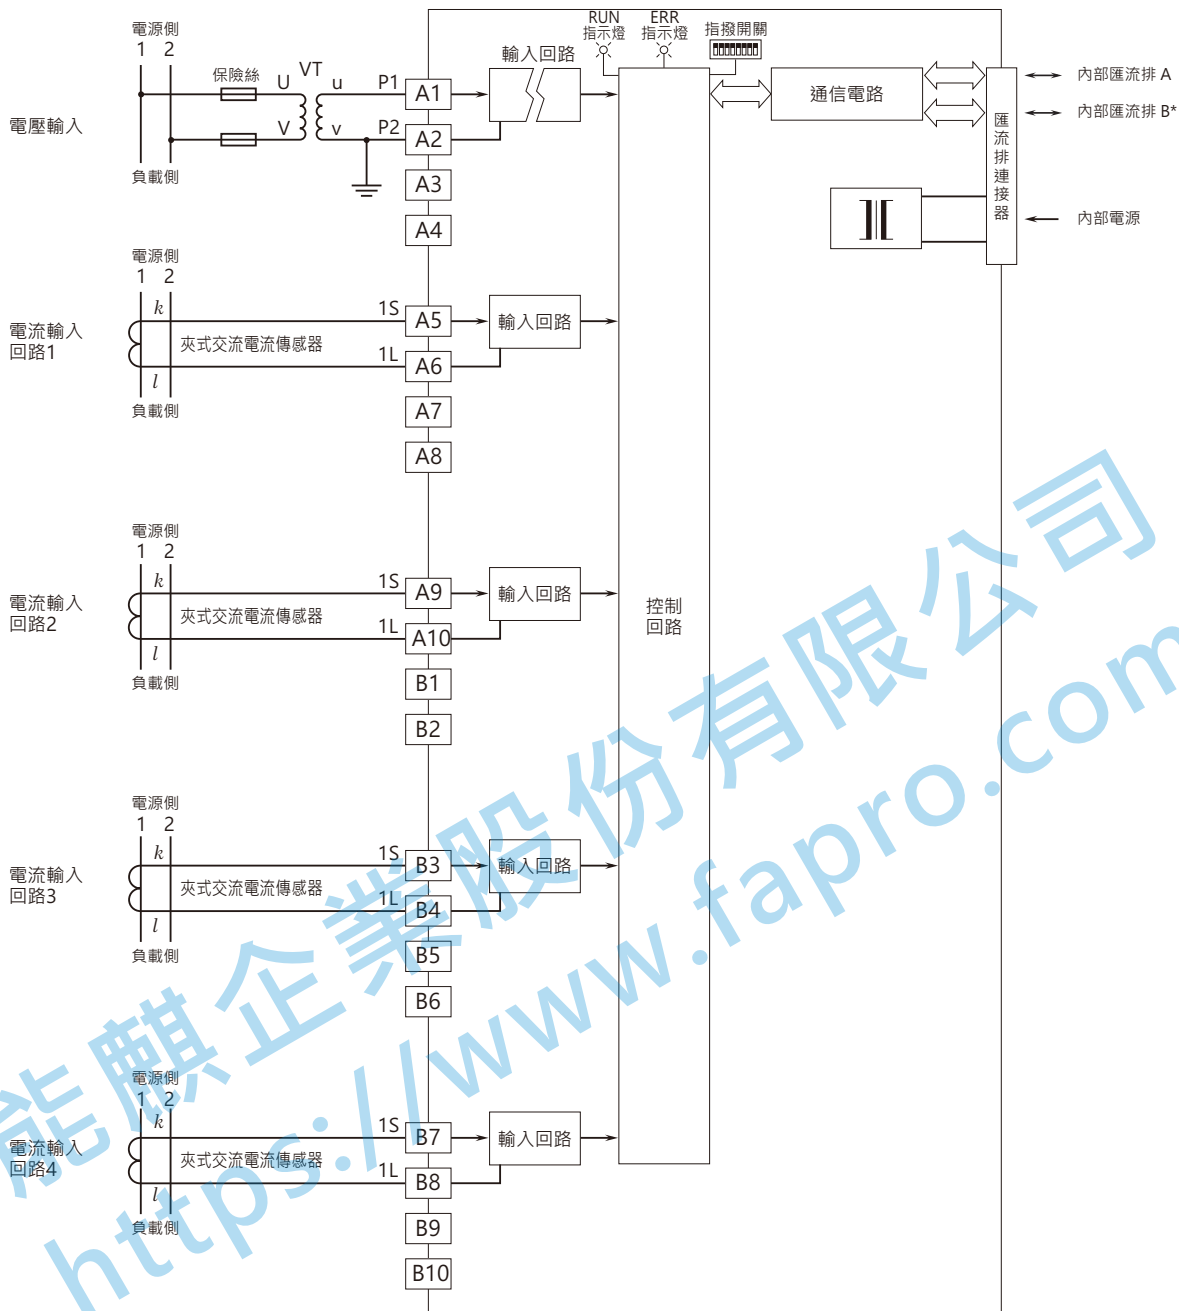 電源側
1 2
保險絲
U
VT
u
P1
A1
V
v
P2
A2
電壓輸入
負載側
A3
A4
輸入回路
RUN
指示燈
ERR
指示燈
指撥開關
通信電路
匯流排連接器
內部匯流排 A
內部匯流排 B*
內部電源
控制
回路
電源側
1 2
k
1S
A5
輸入回路
電流輸入
回路1
夾式交流電流傳感器
1L
A6
l
負載側
A7
A8
電源側
1 2
k
1S
A9
輸入回路
電流輸入
回路2
夾式交流電流傳感器
1L
A10
l
負載側
B1
B2
電源側
1 2
k
1S
B3
輸入回路
電流輸入
回路3
夾式交流電流傳感器
1L
B4
l
負載側
B5
B6
電源側
1 2
k
1S
B7
輸入回路
電流輸入
回路4
夾式交流電流傳感器
1L
B8
l
負載側
B9
B10
能麒企業股份有限公司
https://www.fapro.com